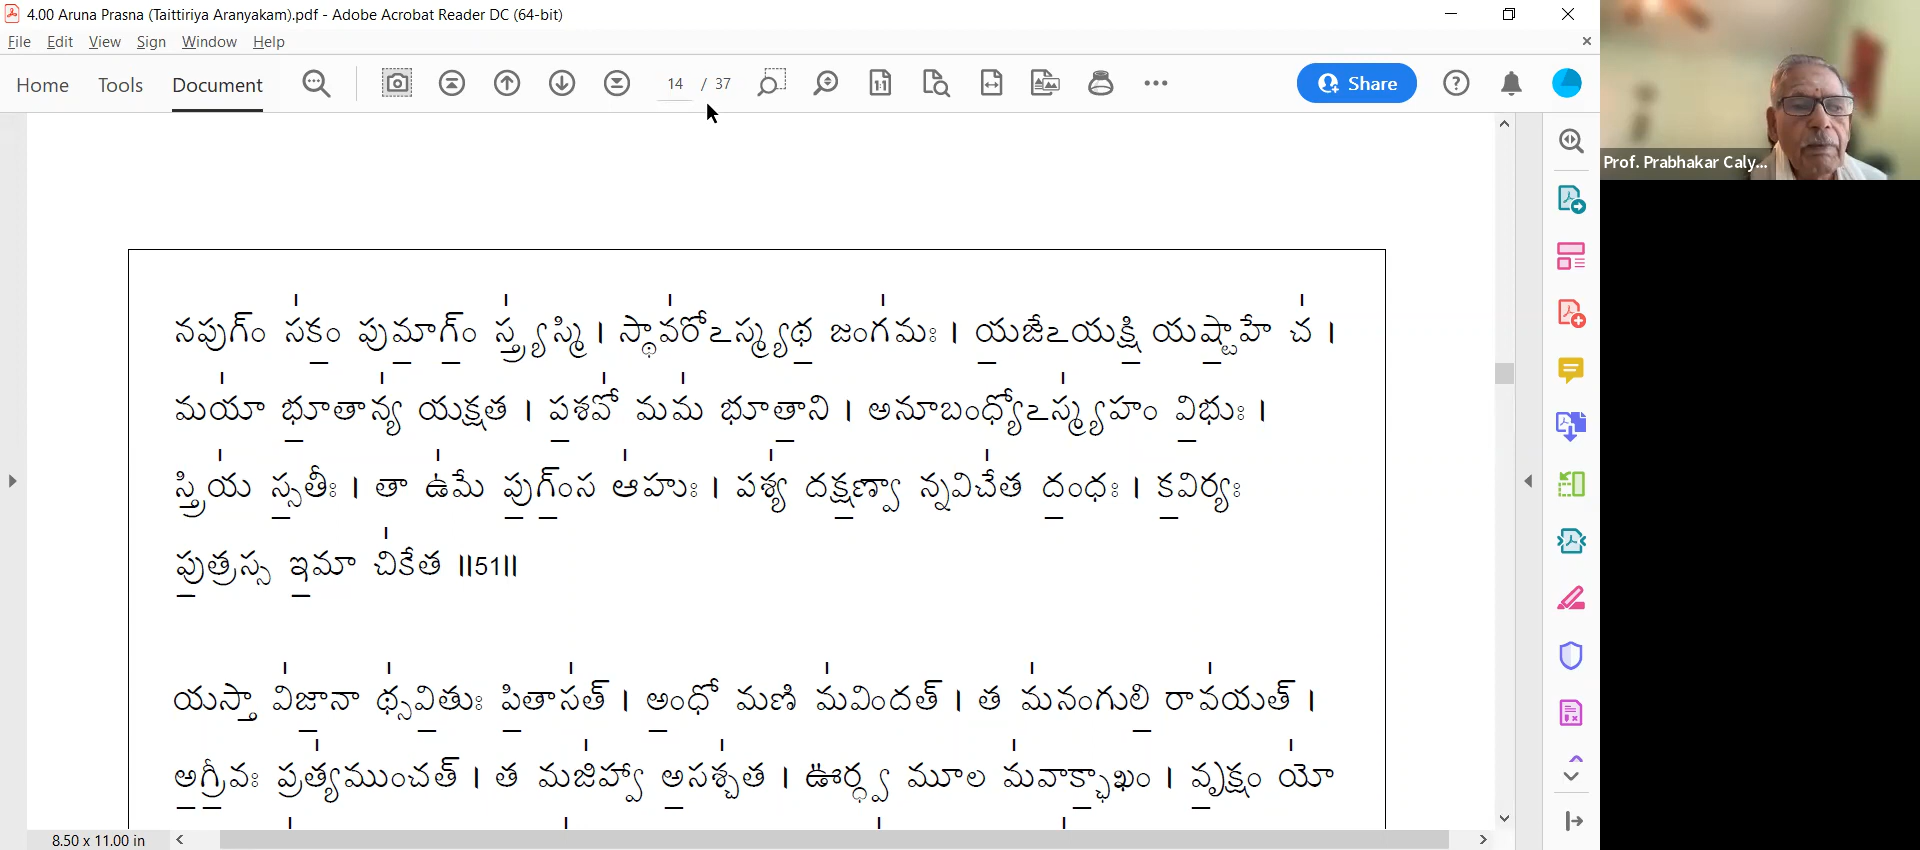 4.00 Aruna Prasna (Taittiriya Aranyakam).pdf - Adobe Acrobat Reader DC (64-bit)
File Edit View Sign Window Help
Home Tools Document 14 / 37 Share
Prof. Prabhakar Caly...
నపుగ్ం సకం పుమాగ్ం స్త్ర్యస్మి । స్థావరోఽస్మ్యథ జంగమః । యజేఽయక్షి యష్టాహే చ ।
మయా భూతాన్య యక్షత । పశవో మమ భూతాని । అనూబంధ్యోఽస్మ్యహం విభుః ।
స్త్రియ స్సతీః । తా ఉమే పుగ్ంస ఆహుః । పశ్య దక్షణ్వా న్నవిచేత దంధః । కవిర్యః
పుత్రస్స ఇమా చికేత ॥51॥
యస్తా విజానా థ్సవితుః పితాసత్ । అంధో మణి మవిందత్ । త మనంగులి రావయత్ ।
అగ్రీవః ప్రత్యముంచత్ । త మజిహ్వా అసశ్చత । ఊర్ధ్వ మూల మవాక్ఛాఖం । వృక్షం యో
8.50 x 11.00 in